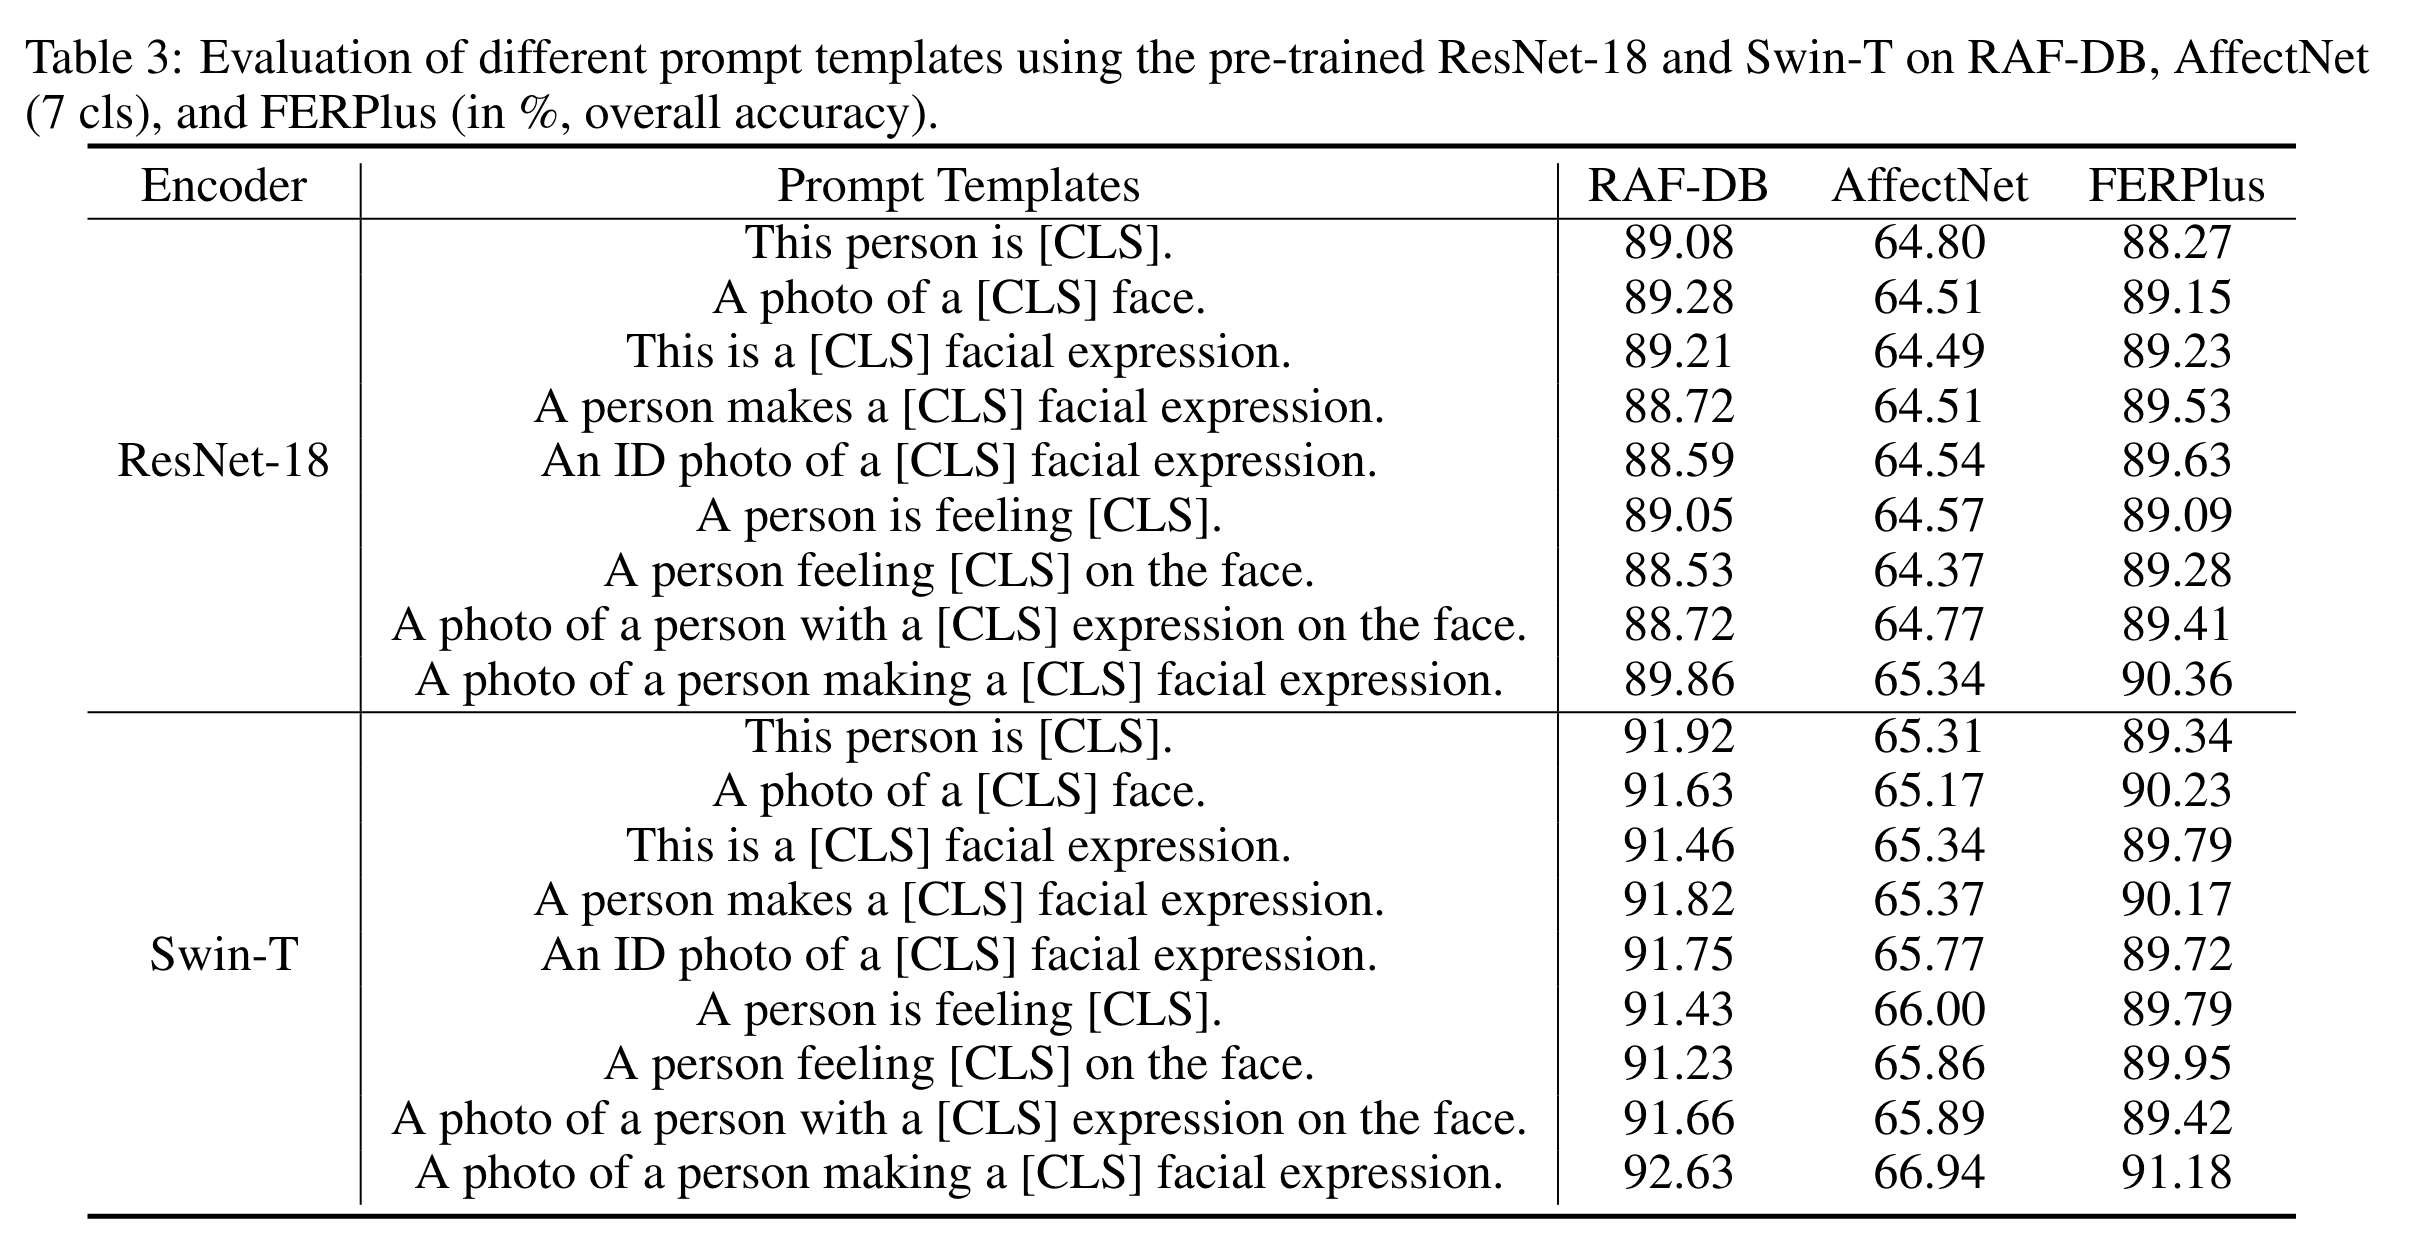 Table 3: Evaluation of different prompt templates using the pre-trained ResNet-18 and Swin-T on RAF-DB, AffectNet
(7 cls), and FERPlus (in %, overall accuracy).
Encoder Prompt Templates RAF-DB AffectNet FERPlus
This person is [CLS]. 89.08 64.80 88.27
A photo of a [CLS] face. 89.28 64.51 89.15
This is a [CLS] facial expression. 89.21 64.49 89.23
A person makes a [CLS] facial expression. 88.72 64.51 89.53
ResNet-18 An ID photo of a [CLS] facial expression. 88.59 64.54 89.63
A person is feeling [CLS]. 89.05 64.57 89.09
A person feeling [CLS] on the face. 88.53 64.37 89.28
A photo of a person with a [CLS] expression on the face. 88.72 64.77 89.41
A photo of a person making a [CLS] facial expression. 89.86 65.34 90.36
This person is [CLS]. 91.92 65.31 89.34
A photo of a [CLS] face. 91.63 65.17 90.23
This is a [CLS] facial expression. 91.46 65.34 89.79
A person makes a [CLS] facial expression. 91.82 65.37 90.17
Swin-T An ID photo of a [CLS] facial expression. 91.75 65.77 89.72
A person is feeling [CLS]. 91.43 66.00 89.79
A person feeling [CLS] on the face. 91.23 65.86 89.95
A photo of a person with a [CLS] expression on the face. 91.66 65.89 89.42
A photo of a person making a [CLS] facial expression. 92.63 66.94 91.18